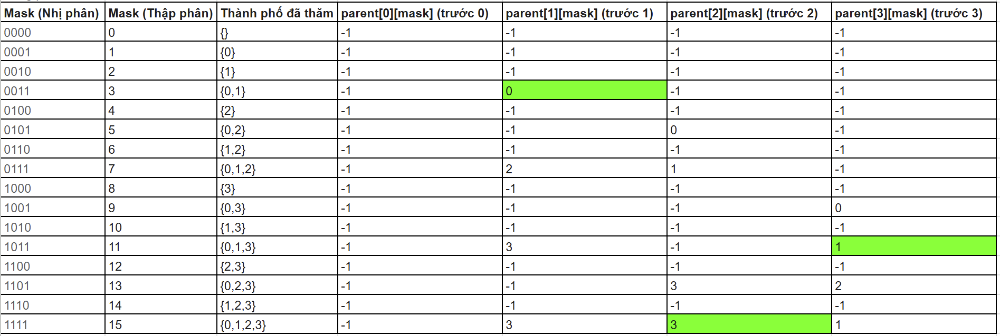 Mask (Nhị phân) Mask (Thập phân) Thành phố đã thăm parent[0][mask] (trước 0) parent[1][mask] (trước 1) parent[2][mask] (trước 2) parent[3][mask] (trước 3)
0000 0 {} -1 -1 -1 -1
0001 1 {0} -1 -1 -1 -1
0010 2 {1} -1 -1 -1 -1
0011 3 {0,1} -1 0 -1 -1
0100 4 {2} -1 -1 -1 -1
0101 5 {0,2} -1 -1 0 -1
0110 6 {1,2} -1 -1 -1 -1
0111 7 {0,1,2} -1 2 1 -1
1000 8 {3} -1 -1 -1 -1
1001 9 {0,3} -1 -1 -1 0
1010 10 {1,3} -1 -1 -1 -1
1011 11 {0,1,3} -1 3 -1 1
1100 12 {2,3} -1 -1 -1 -1
1101 13 {0,2,3} -1 -1 3 2
1110 14 {1,2,3} -1 -1 -1 -1
1111 15 {0,1,2,3} -1 3 3 1